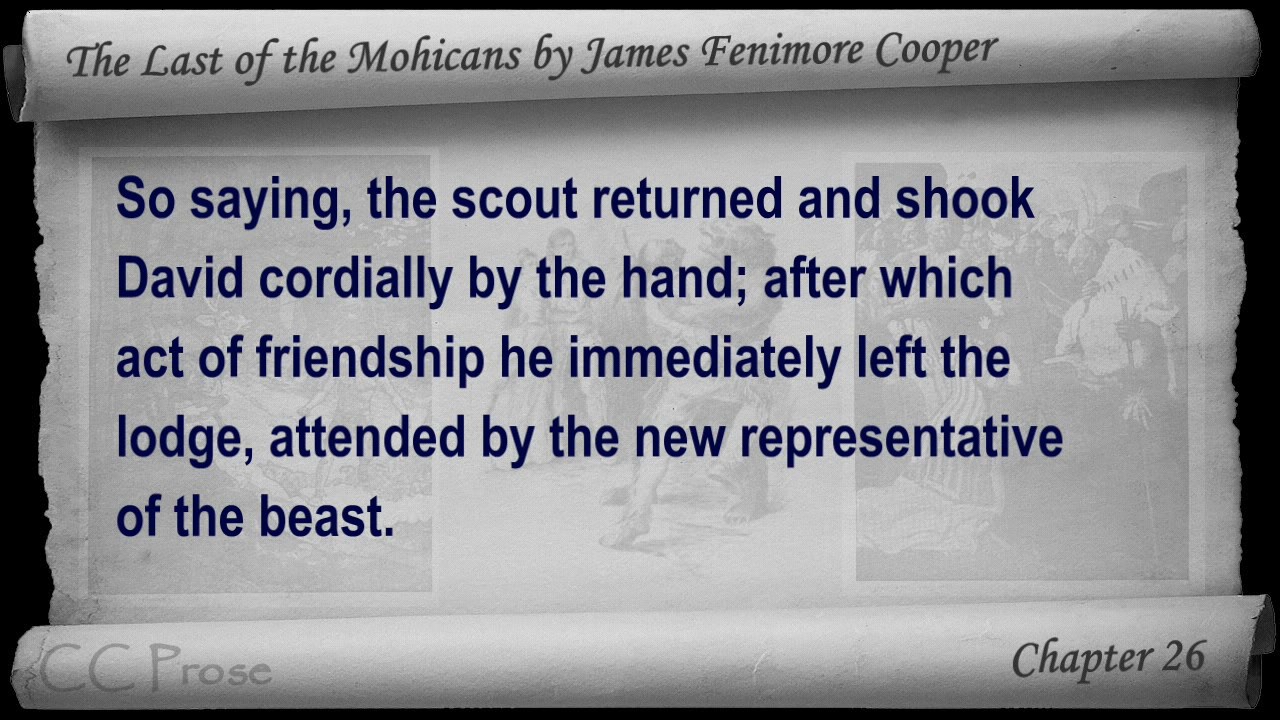 The Last of the Mohicans by James Fenimore Cooper
So saying, the scout returned and shook
David cordially by the hand; after which
act of friendship he immediately left the
lodge, attended by the new representative
of the beast.
CC Prose
Chapter 26